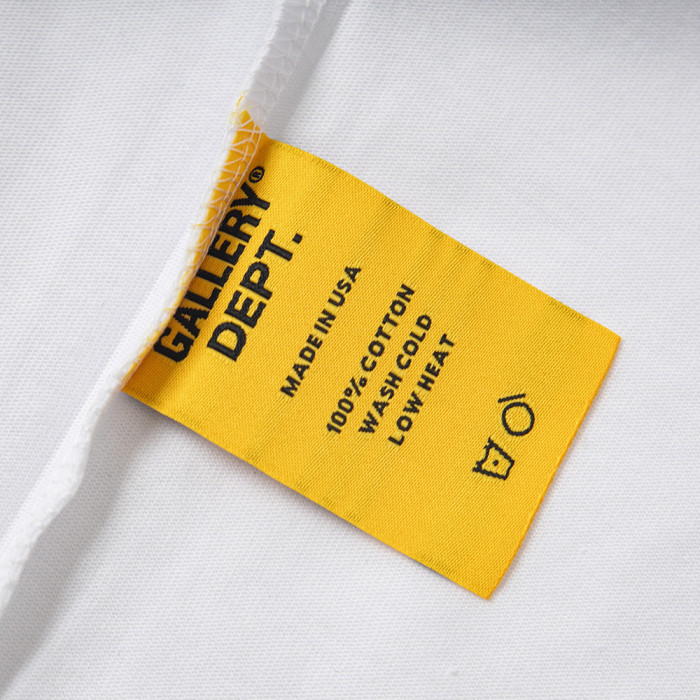 GALLERY®
DEPT.
MADE IN USA
100% COTTON
WASH COLD
LOW HEAT